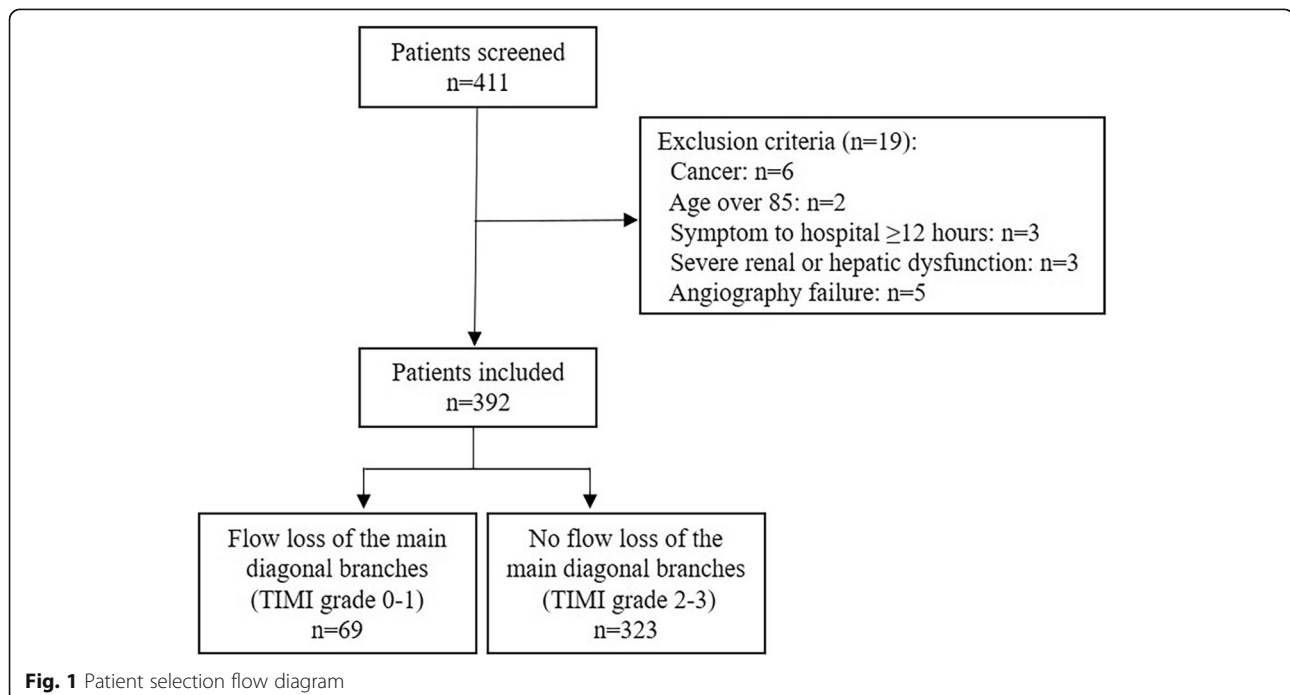 Patients screened
n=411
Exclusion criteria (n=19):
Cancer: n=6
Age over 85: n=2
Symptom to hospital ≥12 hours: n=3
Severe renal or hepatic dysfunction: n=3
Angiography failure: n=5
Patients included
n=392
Flow loss of the main
diagonal branches
(TIMI grade 0-1)
n=69
No flow loss of the
main diagonal branches
(TIMI grade 2-3)
n=323
Fig. 1 Patient selection flow diagram